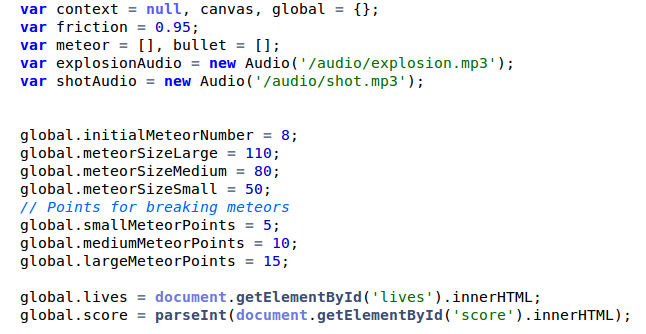 var context = null, canvas, global = {};
var friction = 0.95;
var meteor = [], bullet = [];
var explosionAudio = new Audio('/audio/explosion.mp3');
var shotAudio = new Audio('/audio/shot.mp3');
global.initialMeteorNumber = 8;
global.meteorSizeLarge = 110;
global.meteorSizeMedium = 80;
global.meteorSizeSmall = 50;
// Points for breaking meteors
global.smallMeteorPoints = 5;
global.mediumMeteorPoints = 10;
global.largeMeteorPoints = 15;
global.lives = document.getElementById('lives').innerHTML;
global.score = parseInt(document.getElementById('score').innerHTML);